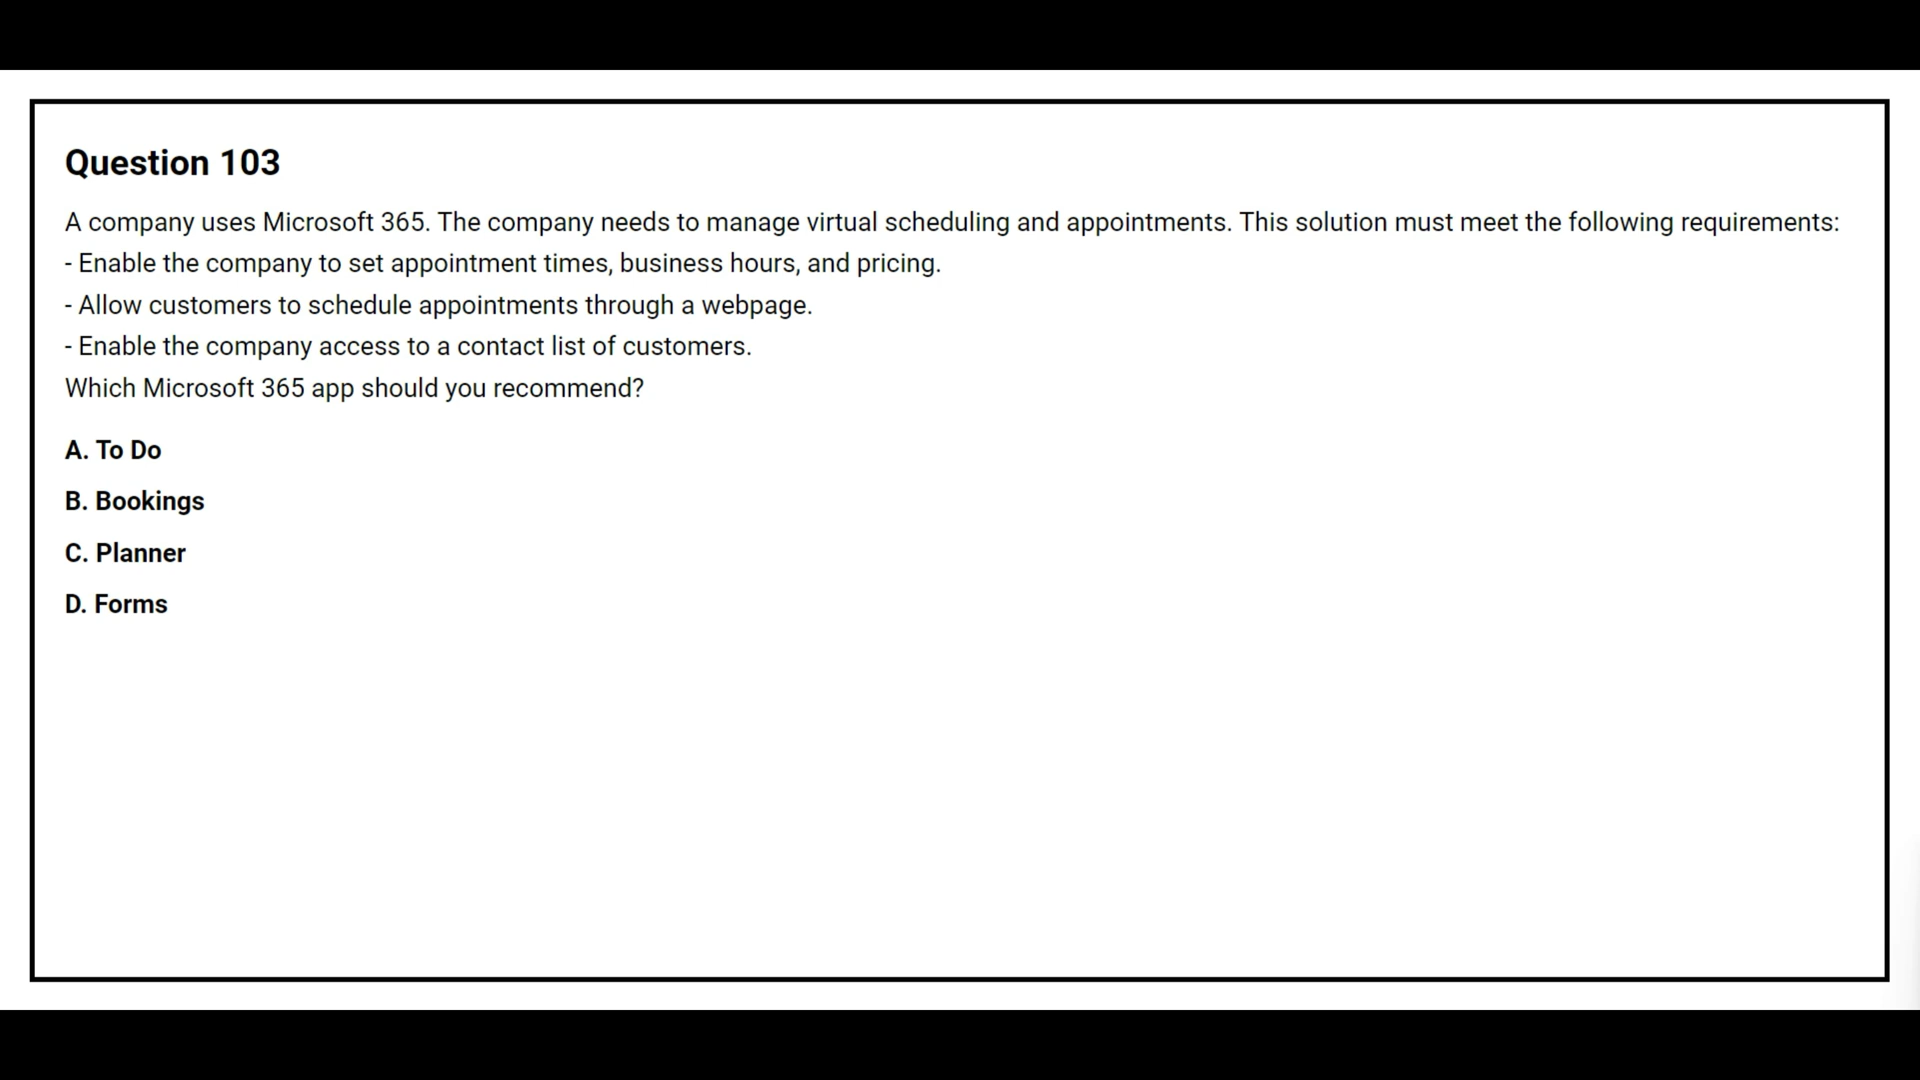 Question 103
A company uses Microsoft 365. The company needs to manage virtual scheduling and appointments. This solution must meet the following requirements:
- Enable the company to set appointment times, business hours, and pricing.
- Allow customers to schedule appointments through a webpage.
- Enable the company access to a contact list of customers.
Which Microsoft 365 app should you recommend?
A. To Do
B. Bookings
C. Planner
D. Forms